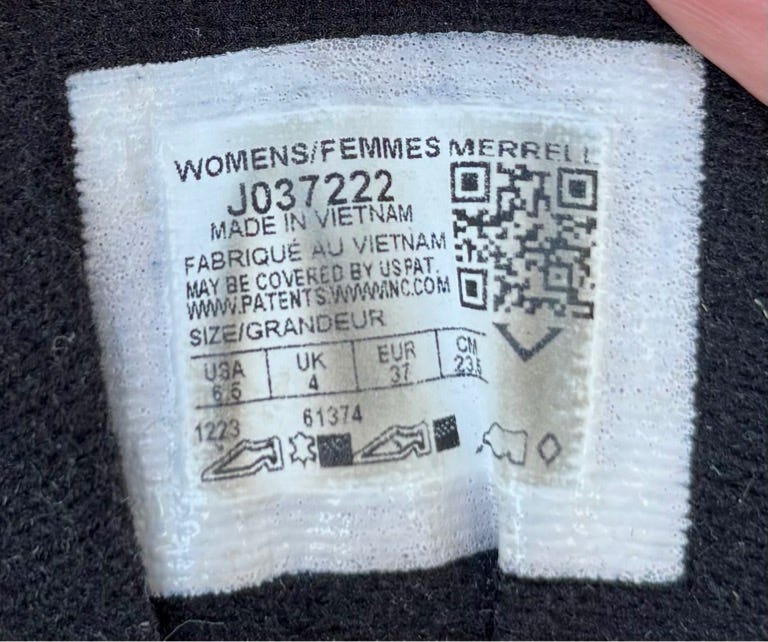 WOMENS/FEMMES MERRELL
J037222
MADE IN VIETNAM
FABRIQUÉ AU VIETNAM
MAY BE COVERED BY US PAT.
WWW.PATENTS.WWWINC.COM
SIZE/GRANDEUR
USA UK EUR CM
6.5 4 37 23.5
1223 61374